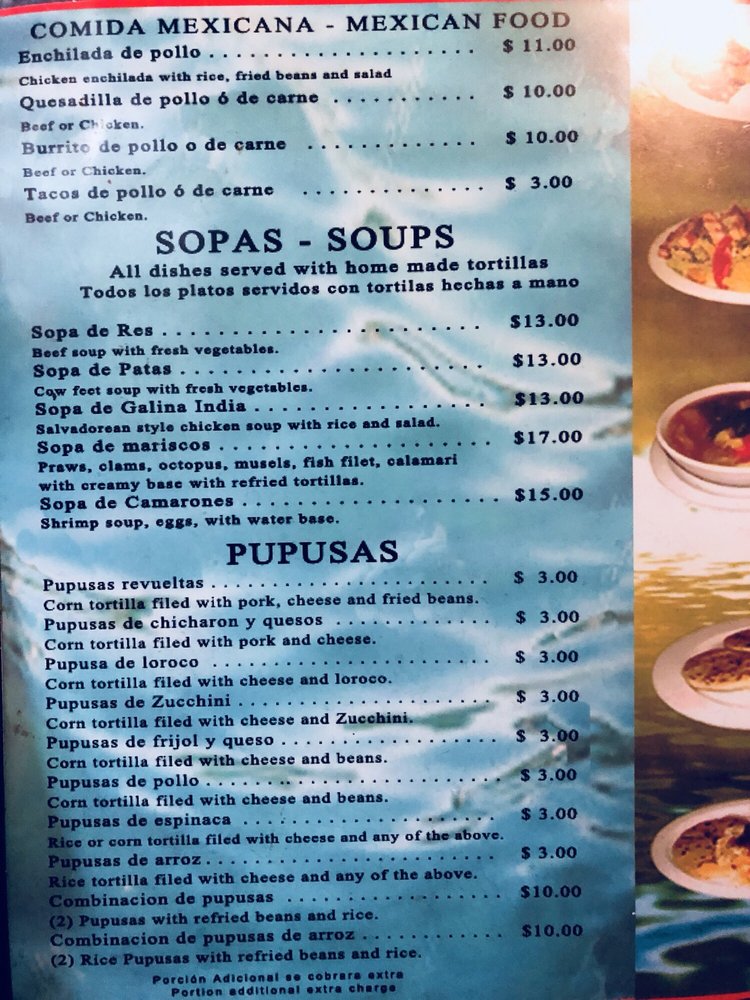 COMIDA MEXICANA - MEXICAN FOOD
Enchilada de pollo . . . . . . . . . . . . . . . . . . . . $ 11.00
Chicken enchilada with rice, fried beans and salad
Quesadilla de pollo ó de carne . . . . . . . . . . . $ 10.00
Beef or Chicken.
Burrito de pollo o de carne . . . . . . . . . . . . . $ 10.00
Beef or Chicken.
Tacos de pollo ó de carne . . . . . . . . . . . . . . $ 3.00
Beef or Chicken.
SOPAS - SOUPS
All dishes served with home made tortillas
Todos los platos servidos con tortilas hechas a mano
Sopa de Res . . . . . . . . . . . . . . . . . . . . . . . . $13.00
Beef soup with fresh vegetables.
Sopa de Patas . . . . . . . . . . . . . . . . . . . . . . . $13.00
Cow feet soup with fresh vegetables.
Sopa de Galina India . . . . . . . . . . . . . . . . . . $13.00
Salvadorean style chicken soup with rice and salad.
Sopa de mariscos . . . . . . . . . . . . . . . . . . . . . $17.00
Praws, clams, octopus, musels, fish filet, calamari
with creamy base with refried tortillas.
Sopa de Camarones . . . . . . . . . . . . . . . . . . . . $15.00
Shrimp soup, eggs, with water base.
PUPUSAS
Pupusas revueltas . . . . . . . . . . . . . . . . . . . . . $ 3.00
Corn tortilla filed with pork, cheese and fried beans.
Pupusas de chicharon y quesos . . . . . . . . . . . . $ 3.00
Corn tortilla filed with pork and cheese.
Pupusa de loroco . . . . . . . . . . . . . . . . . . . . . $ 3.00
Corn tortilla filed with cheese and loroco.
Pupusas de Zucchini . . . . . . . . . . . . . . . . . . . $ 3.00
Corn tortilla filed with cheese and Zucchini.
Pupusas de frijol y queso . . . . . . . . . . . . . . . . $ 3.00
Corn tortilla filed with cheese and beans.
Pupusas de pollo . . . . . . . . . . . . . . . . . . . . . . $ 3.00
Corn tortilla filed with cheese and beans.
Pupusas de espinaca . . . . . . . . . . . . . . . . . . . $ 3.00
Rice or corn tortilla filed with cheese and any of the above.
Pupusas de arroz . . . . . . . . . . . . . . . . . . . . . . $ 3.00
Rice tortilla filed with cheese and any of the above.
Combinacion de pupusas . . . . . . . . . . . . . . . . $10.00
(2) Pupusas with refried beans and rice.
Combinacion de pupusas de arroz . . . . . . . . . . . $10.00
(2) Rice Pupusas with refried beans and rice.
Porción Adicional se cobrara extra
Portion additional extra charge